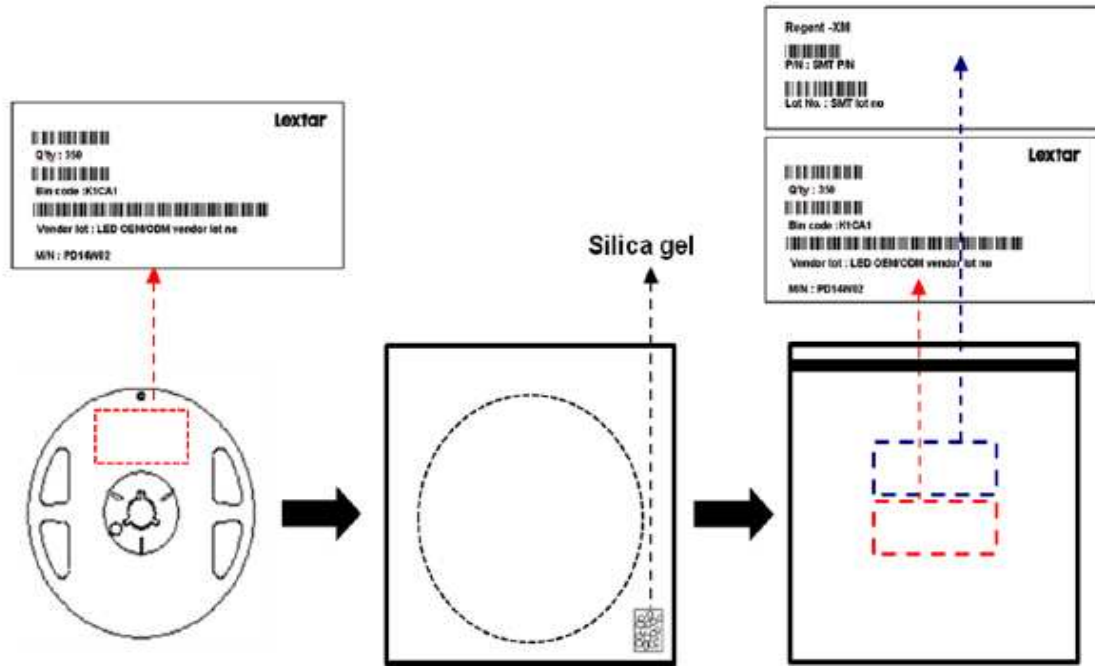 Lextar
Q'ty : 350
Bin code :K1CA1
Vender lot : LED OEM/ODM vender lot no
M/N : PD14W02
Silica gel
Regent -XM
P/N : SMT P/N
Lot No. : SMT lot no
Lextar
Q'ty : 350
Bin code :K1CA1
Vender lot : LED OEM/ODM vender lot no
M/N : PD14W02